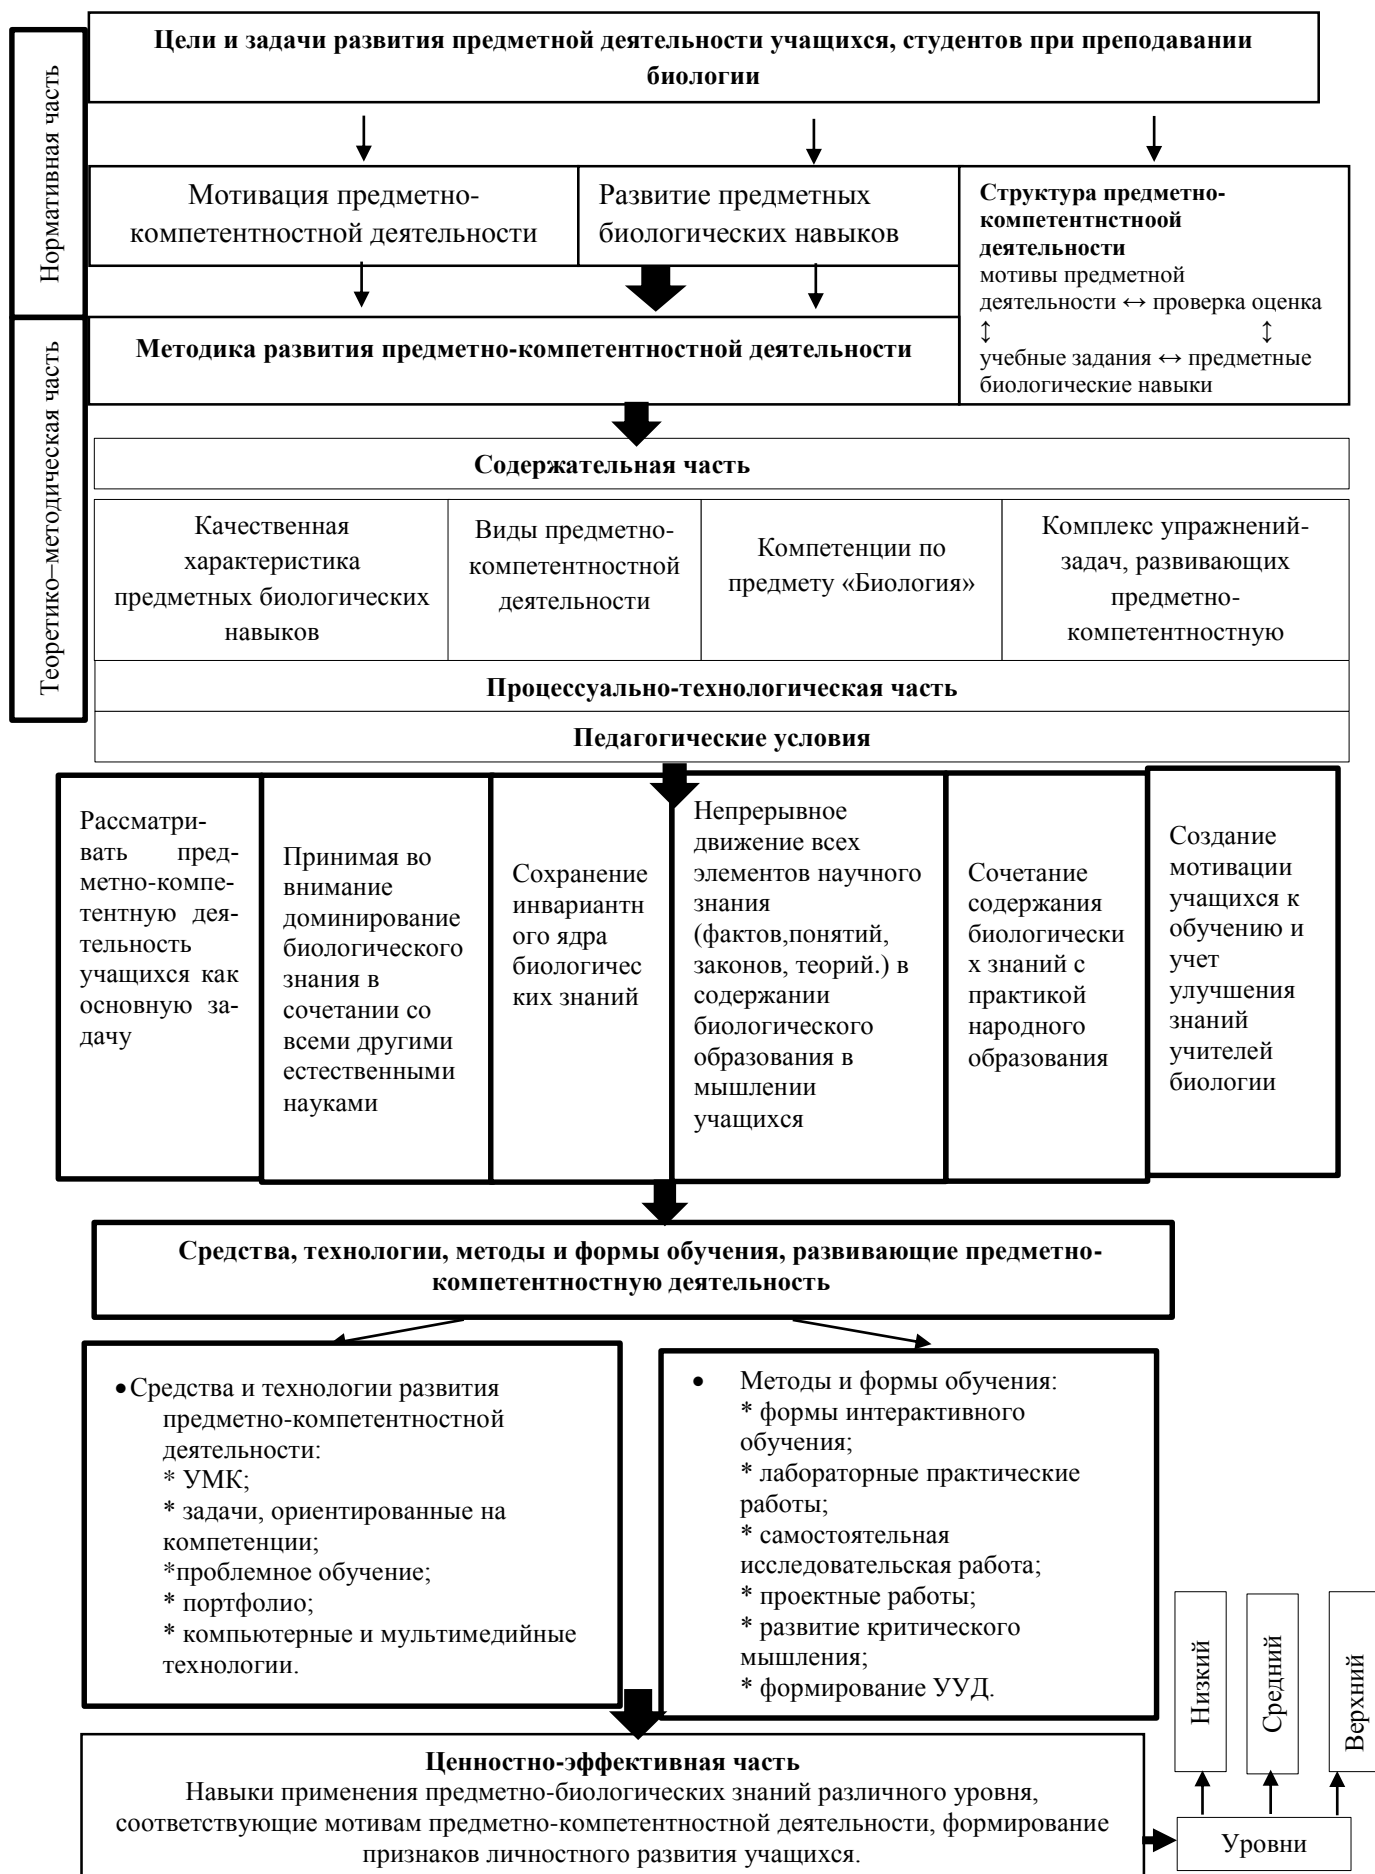 Цели и задачи развития предметной деятельности учащихся, студентов при преподавании
биологии
Нормативная часть
Мотивация предметно-
компетентностной деятельности
Развитие предметных
биологических навыков
Структура предметно-
компетентнстноой
деятельности
мотивы предметной
деятельности ↔ проверка оценка
↕ ↕
учебные задания ↔ предметные
биологические навыки
Теоретико–методическая часть
Методика развития предметно-компетентностной деятельности
Содержательная часть
Качественная
характеристика
предметных биологических
навыков
Виды предметно-
компетентностной
деятельности
Компетенции по
предмету «Биология»
Комплекс упражнений-
задач, развивающих
предметно-
компетентностную
Процессуально-технологическая часть
Педагогические условия
Рассматри-
вать пред-
метно-компе-
тентную дея-
тельность
учащихся как
основную за-
дачу
Принимая во
внимание
доминирование
биологического
знания в
сочетании со
всеми другими
естественными
науками
Сохранение
инвариантн
ого ядра
биологичес
ких знаний
Непрерывное
движение всех
элементов научного
знания
(фактов,понятий,
законов, теорий.) в
содержании
биологического
образования в
мышлении
учащихся
Сочетание
содержания
биологически
х знаний с
практикой
народного
образования
Создание
мотивации
учащихся к
обучению и
учет
улучшения
знаний
учителей
биологии
Средства, технологии, методы и формы обучения, развивающие предметно-
компетентностную деятельность
•Средства и технологии развития
предметно-компетентностной
деятельности:
* УМК;
* задачи, ориентированные на
компетенции;
*проблемное обучение;
* портфолио;
* компьютерные и мультимедийные
технологии.
• Методы и формы обучения:
* формы интерактивного
обучения;
* лабораторные практические
работы;
* самостоятельная
исследовательская работа;
* проектные работы;
* развитие критического
мышления;
* формирование УУД.
Низкий
Средний
Верхний
Ценностно-эффективная часть
Навыки применения предметно-биологических знаний различного уровня,
соответствующие мотивам предметно-компетентностной деятельности, формирование
признаков личностного развития учащихся.
Уровни